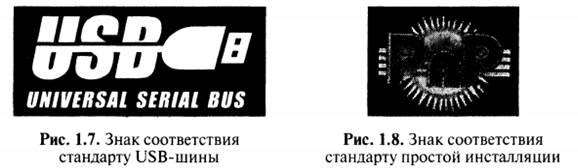 USB
UNIVERSAL SERIAL BUS
PnP
Рис. 1.7. Знак соответствия
стандарту USB-шины
Рис. 1.8. Знак соответствия
стандарту простой инсталляции